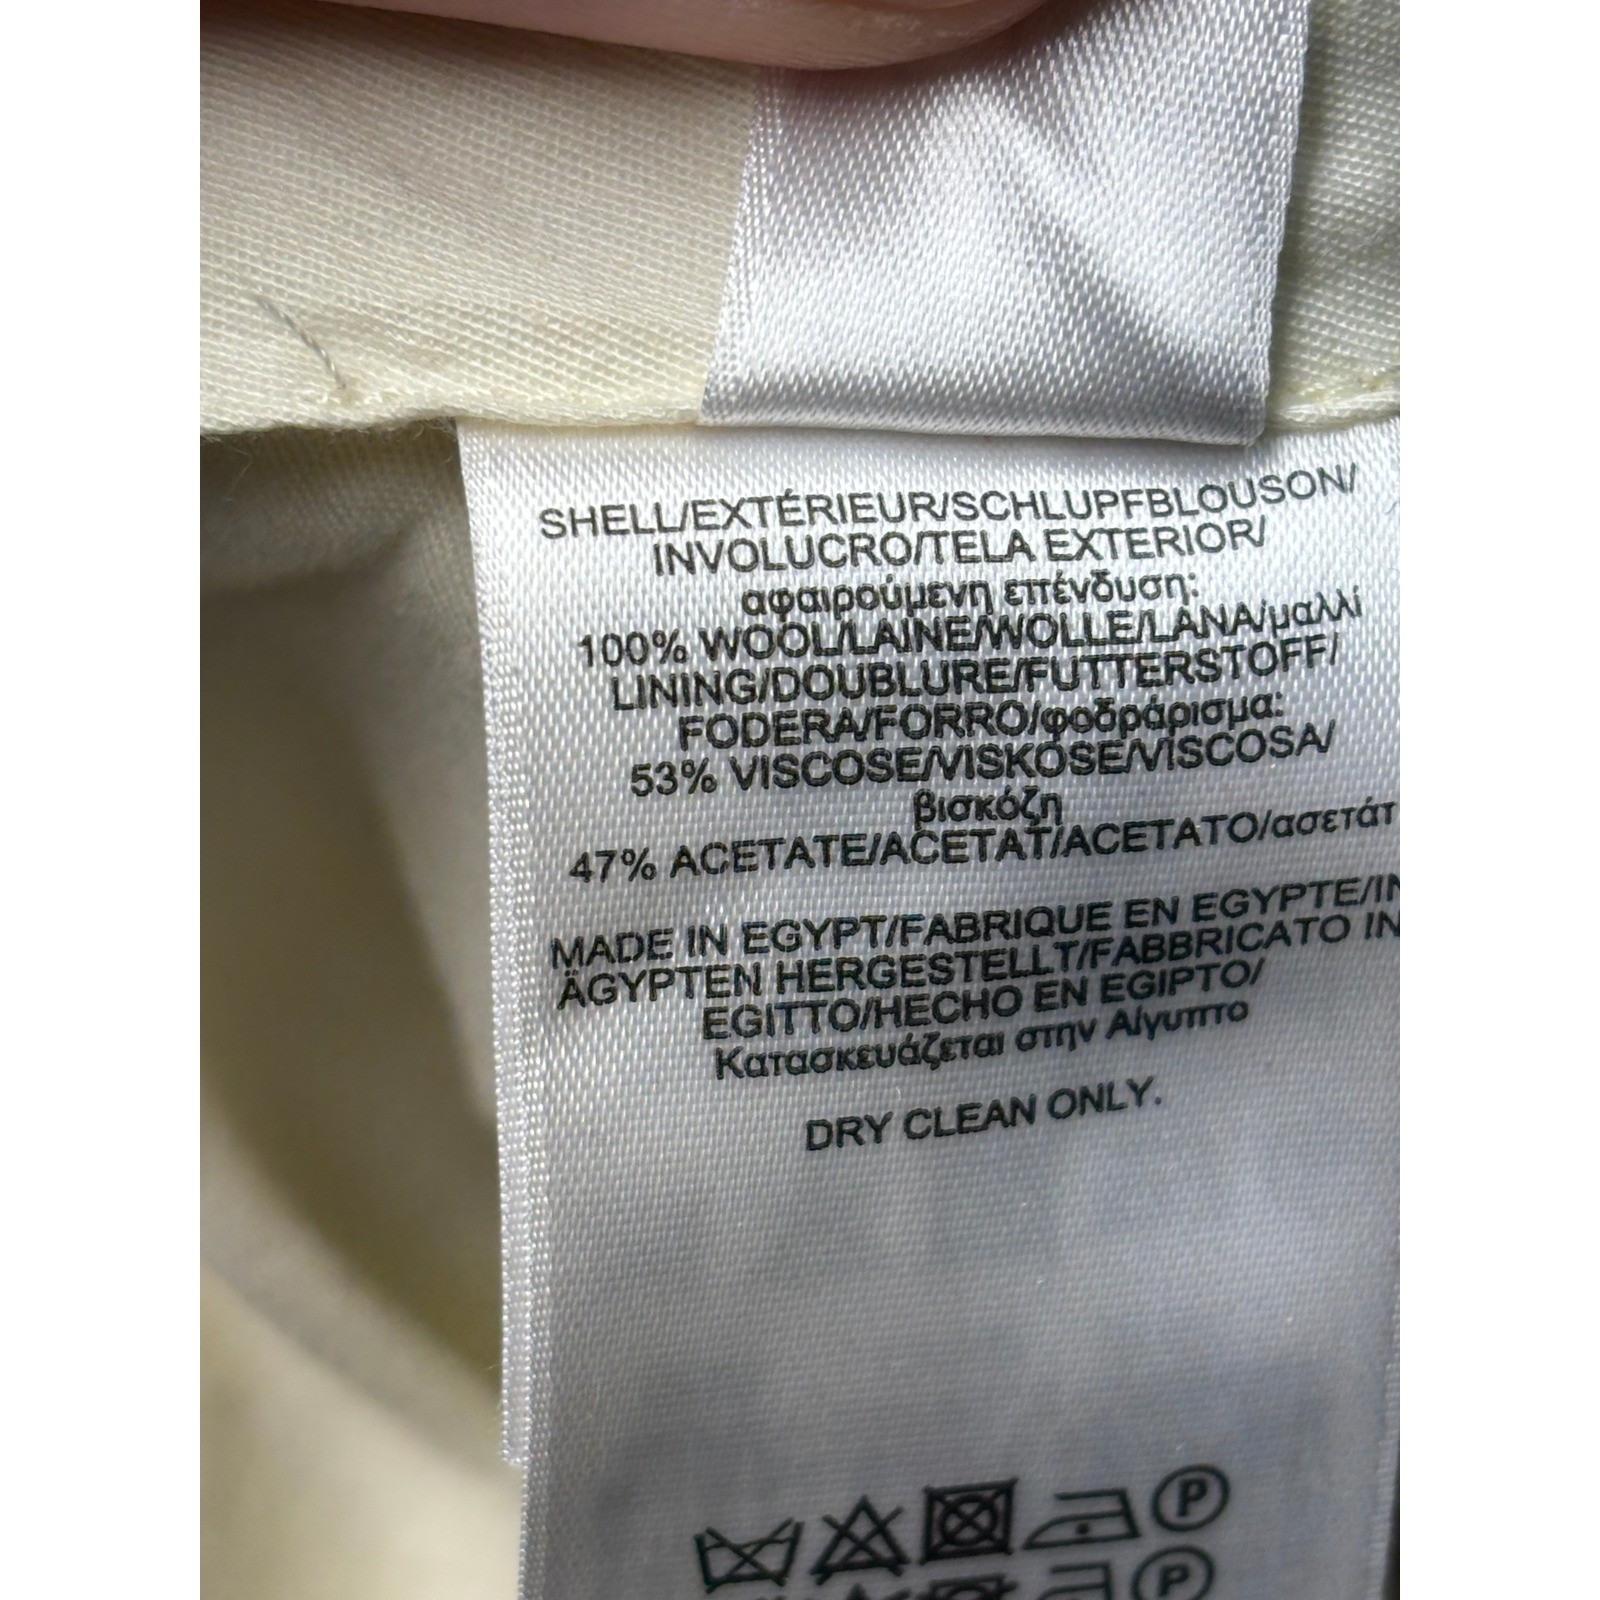 SHELL/EXTÉRIEUR/SCHLUPFBLOUSON/
INVOLUCRO/TELA EXTERIOR/
αφαιρούμενη επένδυση:
100% WOOL/LAINE/WOLLE/LANA/μαλλί
LINING/DOUBLURE/FUTTERSTOFF/
FODERA/FORRO/φοδράρισμα:
53% VISCOSE/VISKOSE/VISCOSA/
βισκόζη
47% ACETATE/ACETAT/ACETATO/ασετάτ
MADE IN EGYPT/FABRIQUE EN EGYPTE/IN
ÄGYPTEN HERGESTELLT/FABBRICATO IN
EGITTO/HECHO EN EGIPTO/
Κατασκευάζεται στην Αίγυπτο
DRY CLEAN ONLY.
P
P